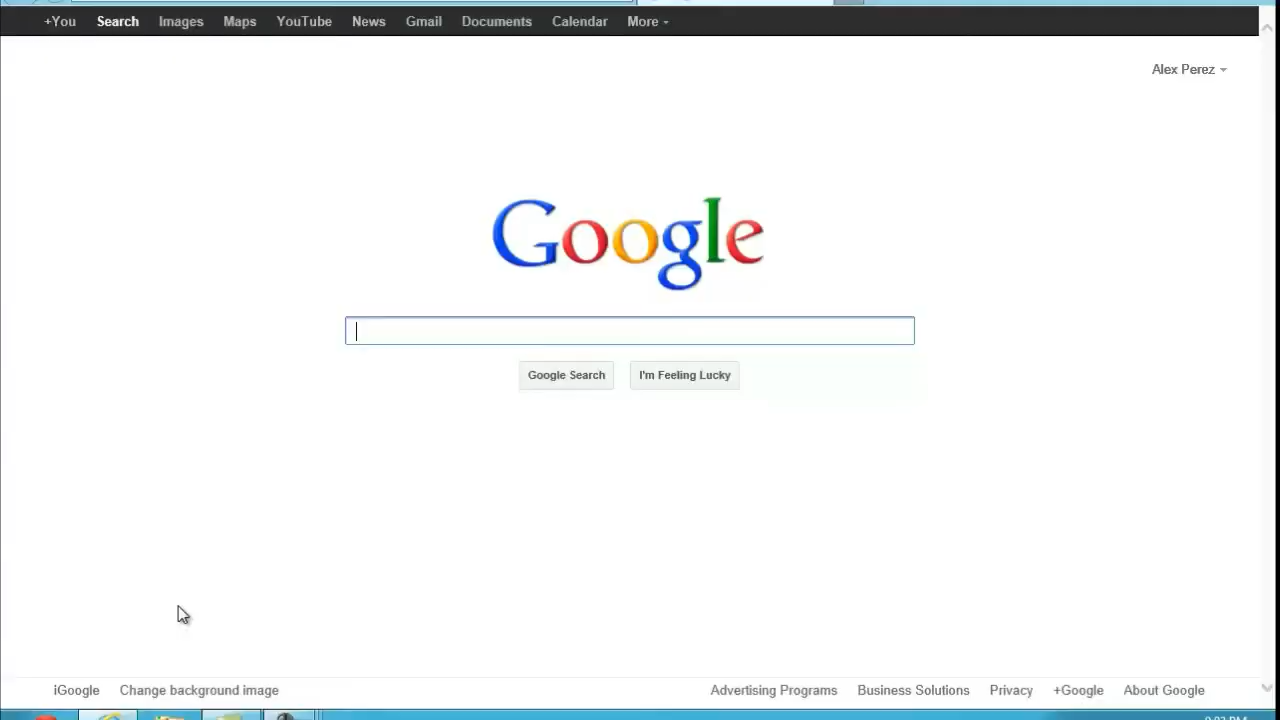 +You Search Images Maps YouTube News Gmail Documents Calendar More
Alex Perez
Google
Google Search I'm Feeling Lucky
iGoogle Change background image Advertising Programs Business Solutions Privacy +Google About Google